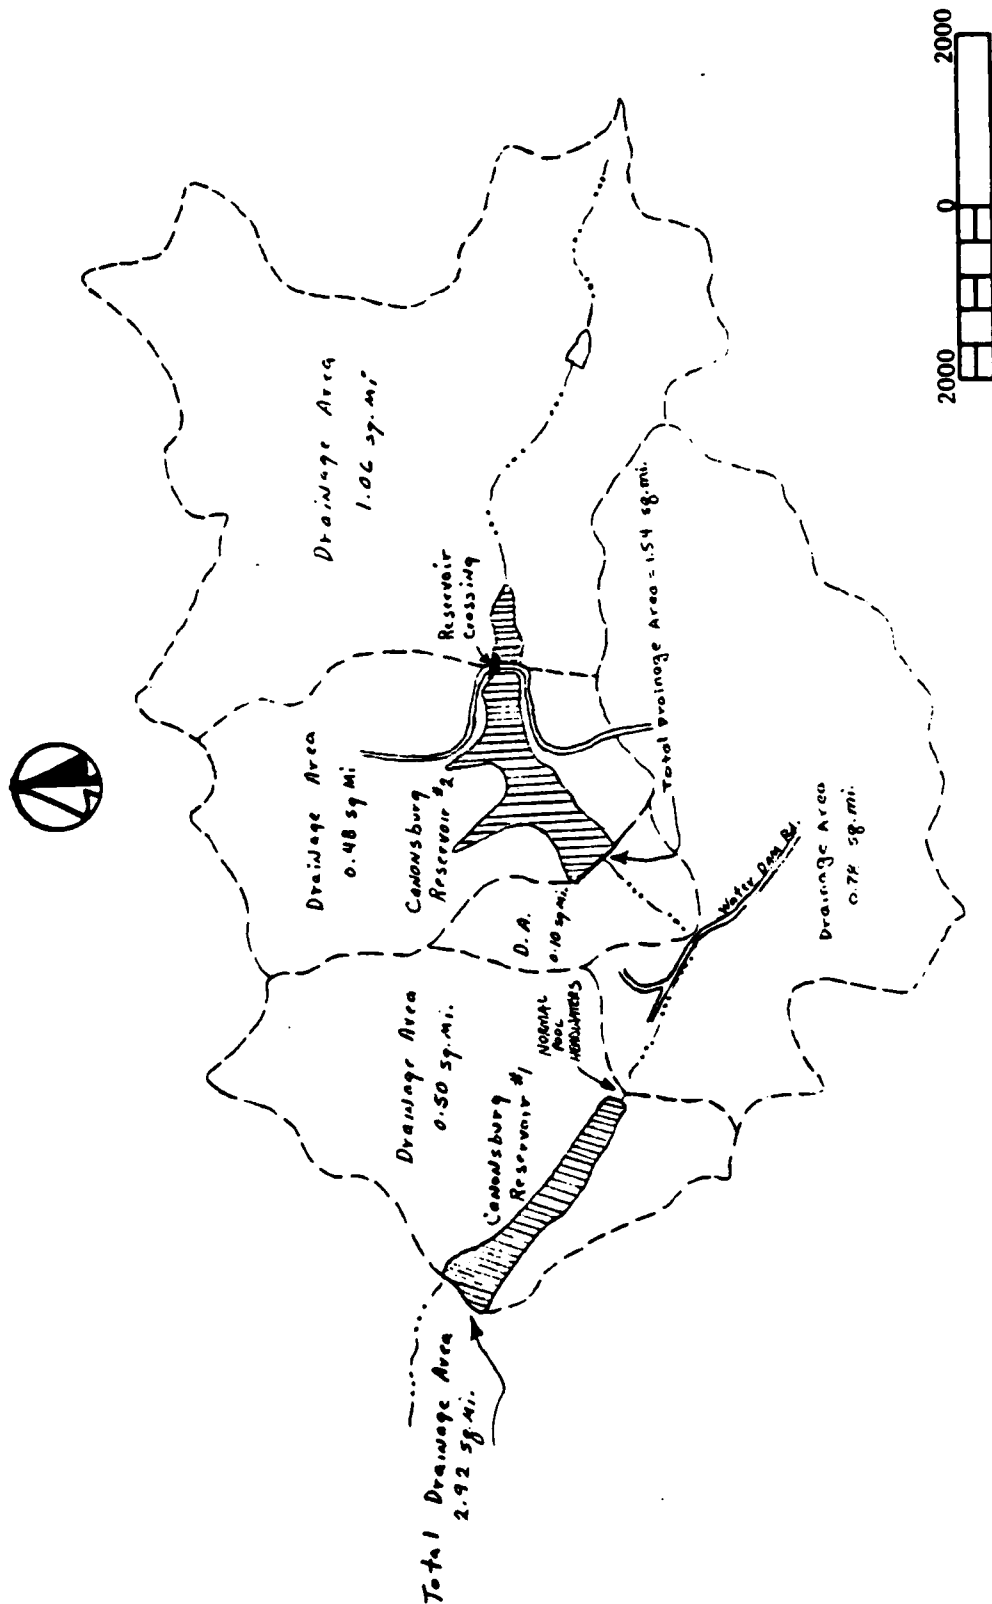 Total Drainage Area
2.92 sq.Mi.
Drainage Area
0.50 sq.mi.
Canonsburg
Reservoir #1
NORMAL
POOL
HEADWATERS
D.A.
0.10 sq.mi.
Drainage Area
0.48 sq Mi
Canonsburg
Reservoir #2
Reservoir
Crossing
Drainage Area
1.06 sq.Mi
Total Drainage Area = 1.54 sq.mi.
Water Dam Rd.
Drainage Area
0.78 sq.mi.
2000 0 2000